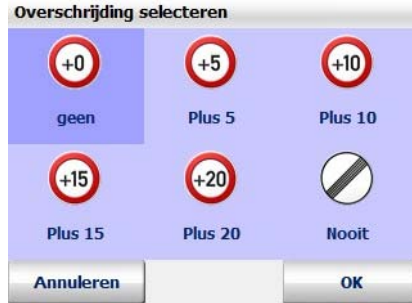 Overschrijding selecteren
+0 +5 +10
geen Plus 5 Plus 10
+15 +20
Plus 15 Plus 20 Nooit
Annuleren OK